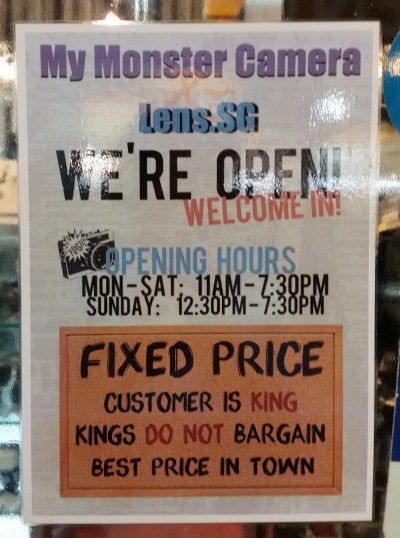 My Monster Camera
Lens.SG
WE'RE OPEN!
WELCOME IN!
OPENING HOURS
MON-SAT: 11AM-7:30PM
SUNDAY: 12:30PM-7:30PM
FIXED PRICE
CUSTOMER IS KING
KINGS DO NOT BARGAIN
BEST PRICE IN TOWN